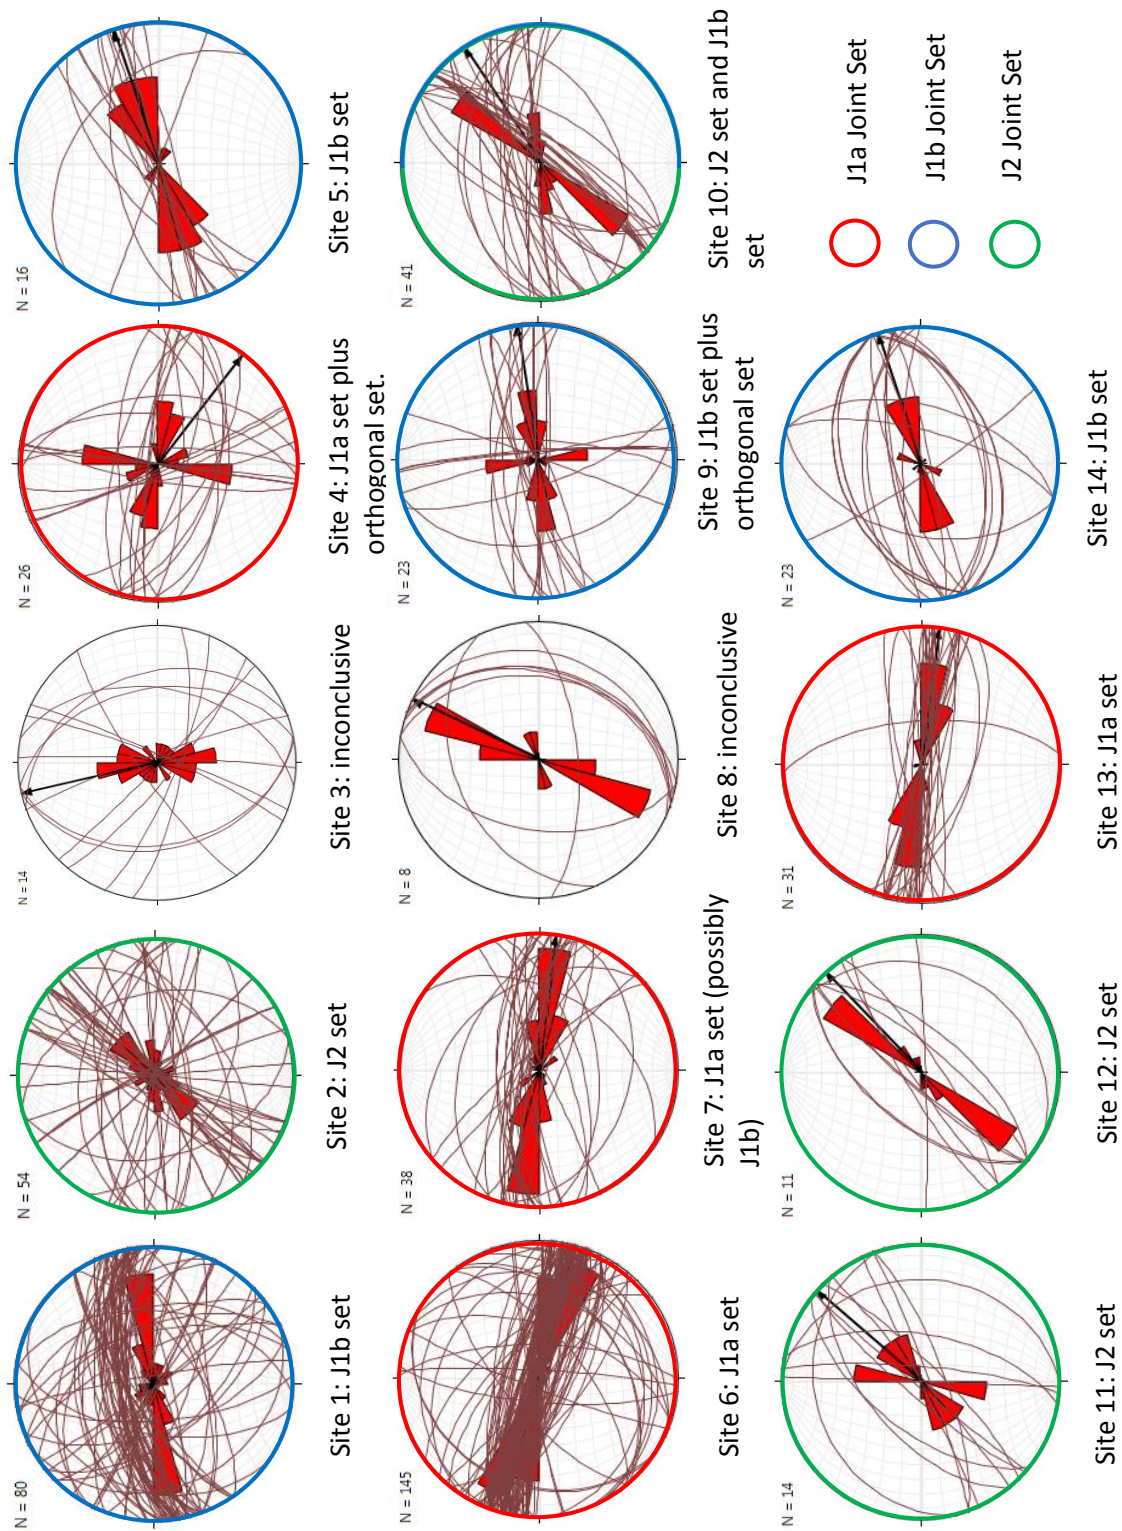 N = 80
Site 1: J1b set
N = 54
Site 2: J2 set
N = 14
Site 3: inconclusive
N = 26
Site 4: J1a set plus
orthogonal set.
N = 16
Site 5: J1b set
N = 145
Site 6: J1a set
N = 38
Site 7: J1a set (possibly
J1b)
N = 8
Site 8: inconclusive
N = 23
Site 9: J1b set plus
orthogonal set
N = 41
Site 10: J2 set and J1b
set
N = 14
Site 11: J2 set
N = 11
Site 12: J2 set
N = 31
Site 13: J1a set
N = 23
Site 14: J1b set
J1a Joint Set
J1b Joint Set
J2 Joint Set